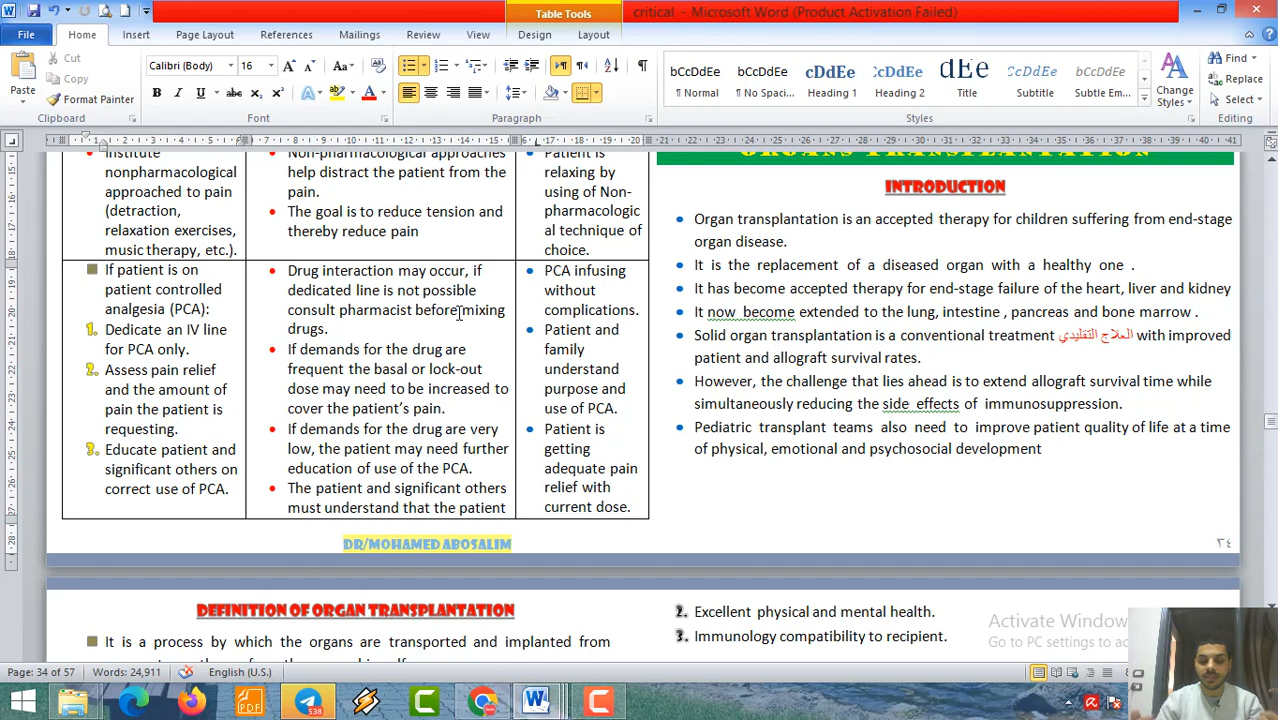 Table Tools
critical - Microsoft Word (Product Activation Failed)
File Home Insert Page Layout References Mailings Review View Design Layout
Cut
Copy
Format Painter
Paste
Clipboard
Calibri (Body) 16
Font
Paragraph
AaBbCcDdEe
¶ Normal
¶ No Spaci...
Heading 1
Heading 2
Title
Subtitle
Subtle Em...
Change
Styles
Styles
Find
Replace
Select
Editing
Institute
nonpharmacological
approached to pain
(detraction,
relaxation exercises,
music therapy, etc.).
Non-pharmacological approaches
help distract the patient from the
pain.
The goal is to reduce tension and
thereby reduce pain
Patient is
relaxing by
using of Non-
pharmacologic
al technique of
choice.
If patient is on
patient controlled
analgesia (PCA):
1. Dedicate an IV line
for PCA only.
2. Assess pain relief
and the amount of
pain the patient is
requesting.
3. Educate patient and
significant others on
correct use of PCA.
Drug interaction may occur, if
dedicated line is not possible
consult pharmacist before mixing
drugs.
If demands for the drug are
frequent the basal or lock-out
dose may need to be increased to
cover the patient's pain.
If demands for the drug are very
low, the patient may need further
education of use of the PCA.
The patient and significant others
must understand that the patient
PCA infusing
without
complications.
Patient and
family
understand
purpose and
use of PCA.
Patient is
getting
adequate pain
relief with
current dose.
DR/MOHAMED ABOSALIM
ORGANS TRANSPLANTATION
INTRODUCTION
Organ transplantation is an accepted therapy for children suffering from end-stage
organ disease.
It is the replacement of a diseased organ with a healthy one .
It has become accepted therapy for end-stage failure of the heart, liver and kidney
It now become extended to the lung, intestine , pancreas and bone marrow .
Solid organ transplantation is a conventional treatment العلاج التقليدي with improved
patient and allograft survival rates.
However, the challenge that lies ahead is to extend allograft survival time while
simultaneously reducing the side effects of immunosuppression.
Pediatric transplant teams also need to improve patient quality of life at a time
of physical, emotional and psychosocial development
٣٤
DEFINITION OF ORGAN TRANSPLANTATION
It is a process by which the organs are transported and implanted from
2. Excellent physical and mental health.
3. Immunology compatibility to recipient.
Activate Window
Go to PC settings to a
Page: 34 of 57 Words: 24,911 English (U.S.)
538